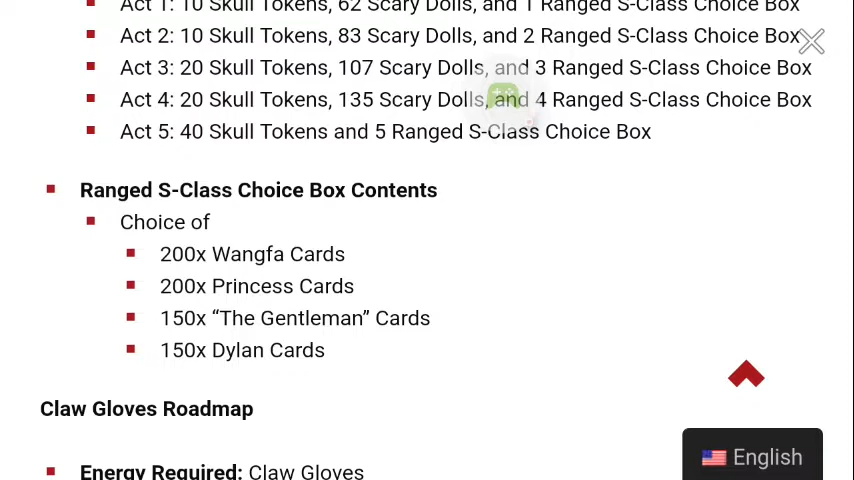 Act 1: 10 Skull Tokens, 62 Scary Dolls, and 1 Ranged S-Class Choice Box
Act 2: 10 Skull Tokens, 83 Scary Dolls, and 2 Ranged S-Class Choice Box
Act 3: 20 Skull Tokens, 107 Scary Dolls, and 3 Ranged S-Class Choice Box
Act 4: 20 Skull Tokens, 135 Scary Dolls, and 4 Ranged S-Class Choice Box
Act 5: 40 Skull Tokens and 5 Ranged S-Class Choice Box
Ranged S-Class Choice Box Contents
Choice of
200x Wangfa Cards
200x Princess Cards
150x “The Gentleman” Cards
150x Dylan Cards
Claw Gloves Roadmap
English
Energy Required: Claw Gloves